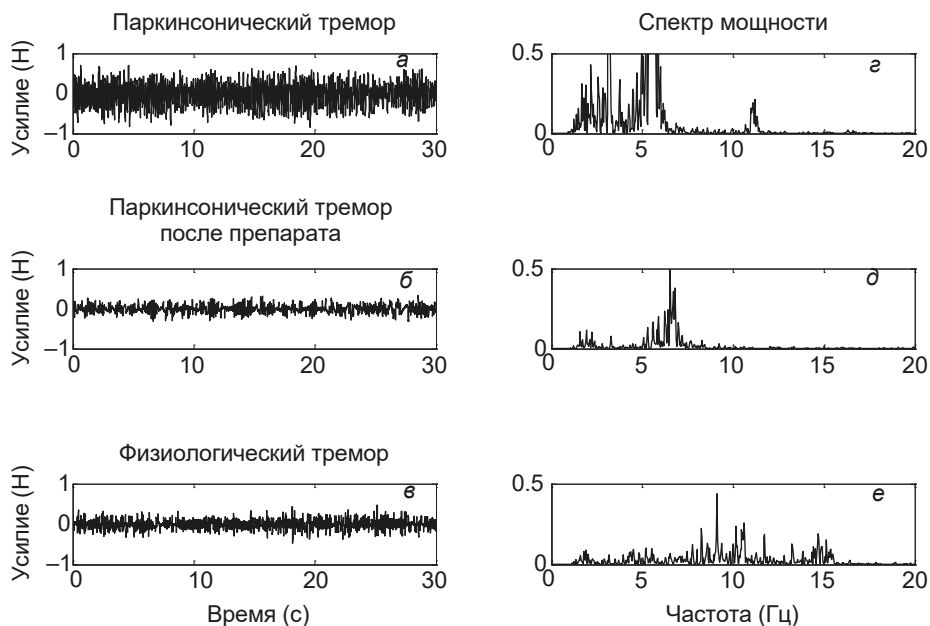 Паркинсонический тремор
Спектр мощности
Усилие (Н)
1
0
–1
а
0
10
20
30
0.5
0
г
0
5
10
15
20
Паркинсонический тремор
после препарата
Усилие (Н)
1
0
–1
б
0
10
20
30
0.5
0
д
0
5
10
15
20
Физиологический тремор
Усилие (Н)
1
0
–1
в
0
10
20
30
Время (с)
0.5
0
е
0
5
10
15
20
Частота (Гц)